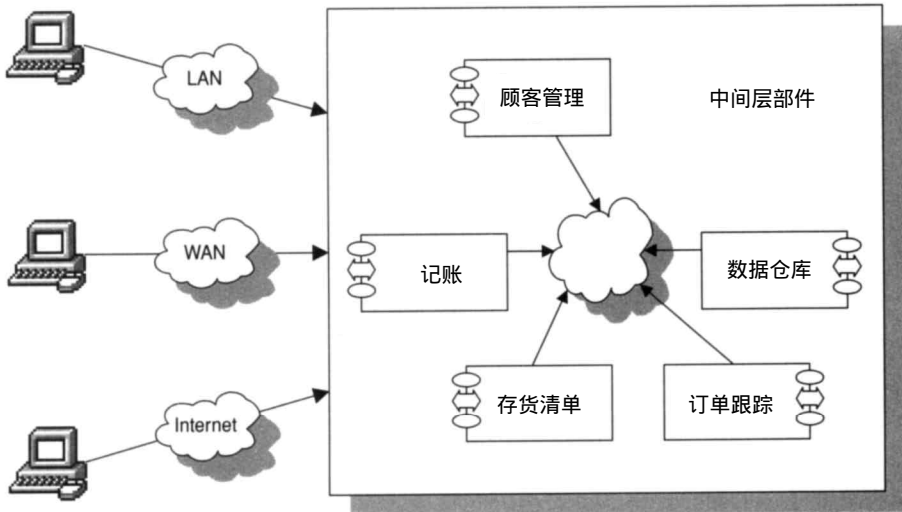 LAN
顾客管理
中间层部件
WAN
记账
数据仓库
Internet
存货清单
订单跟踪